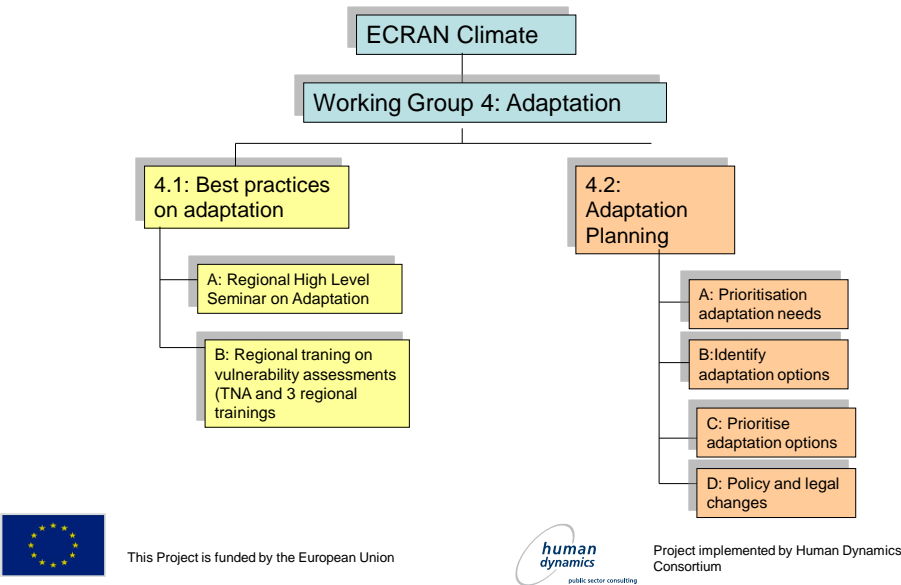 ECRAN Climate
Working Group 4: Adaptation
4.1: Best practices
on adaptation
A: Regional High Level
Seminar on Adaptation
B: Regional traning on
vulnerability assessments
(TNA and 3 regional
trainings
4.2:
Adaptation
Planning
A: Prioritisation
adaptation needs
B:Identify
adaptation options
C: Prioritise
adaptation options
D: Policy and legal
changes
This Project is funded by the European Union
human
dynamics
public sector consulting
Project implemented by Human Dynamics
Consortium